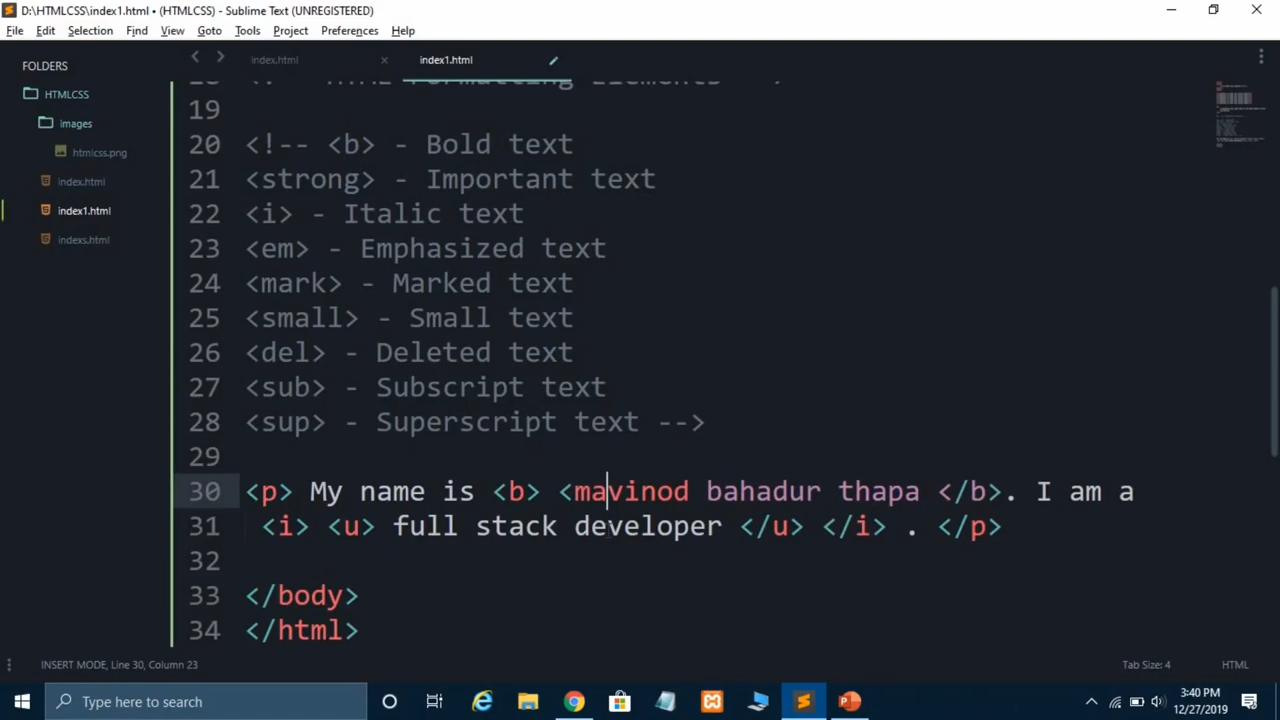 D:\HTMLCSS\index1.html • (HTMLCSS) - Sublime Text (UNREGISTERED)
File Edit Selection Find View Goto Tools Project Preferences Help
FOLDERS
HTMLCSS
images
htmlcss.png
index.html
index1.html
indexs.html
index.html
index1.html
19
20 <!-- <b> - Bold text
21 <strong> - Important text
22 <i> - Italic text
23 <em> - Emphasized text
24 <mark> - Marked text
25 <small> - Small text
26 <del> - Deleted text
27 <sub> - Subscript text
28 <sup> - Superscript text -->
29
30 <p> My name is <b> <mavinod bahadur thapa </b>. I am a
31 <i> <u> full stack developer </u> </i> . </p>
32
33 </body>
34 </html>
INSERT MODE, Line 30, Column 23 Tab Size: 4 HTML
Type here to search
3:40 PM
12/27/2019